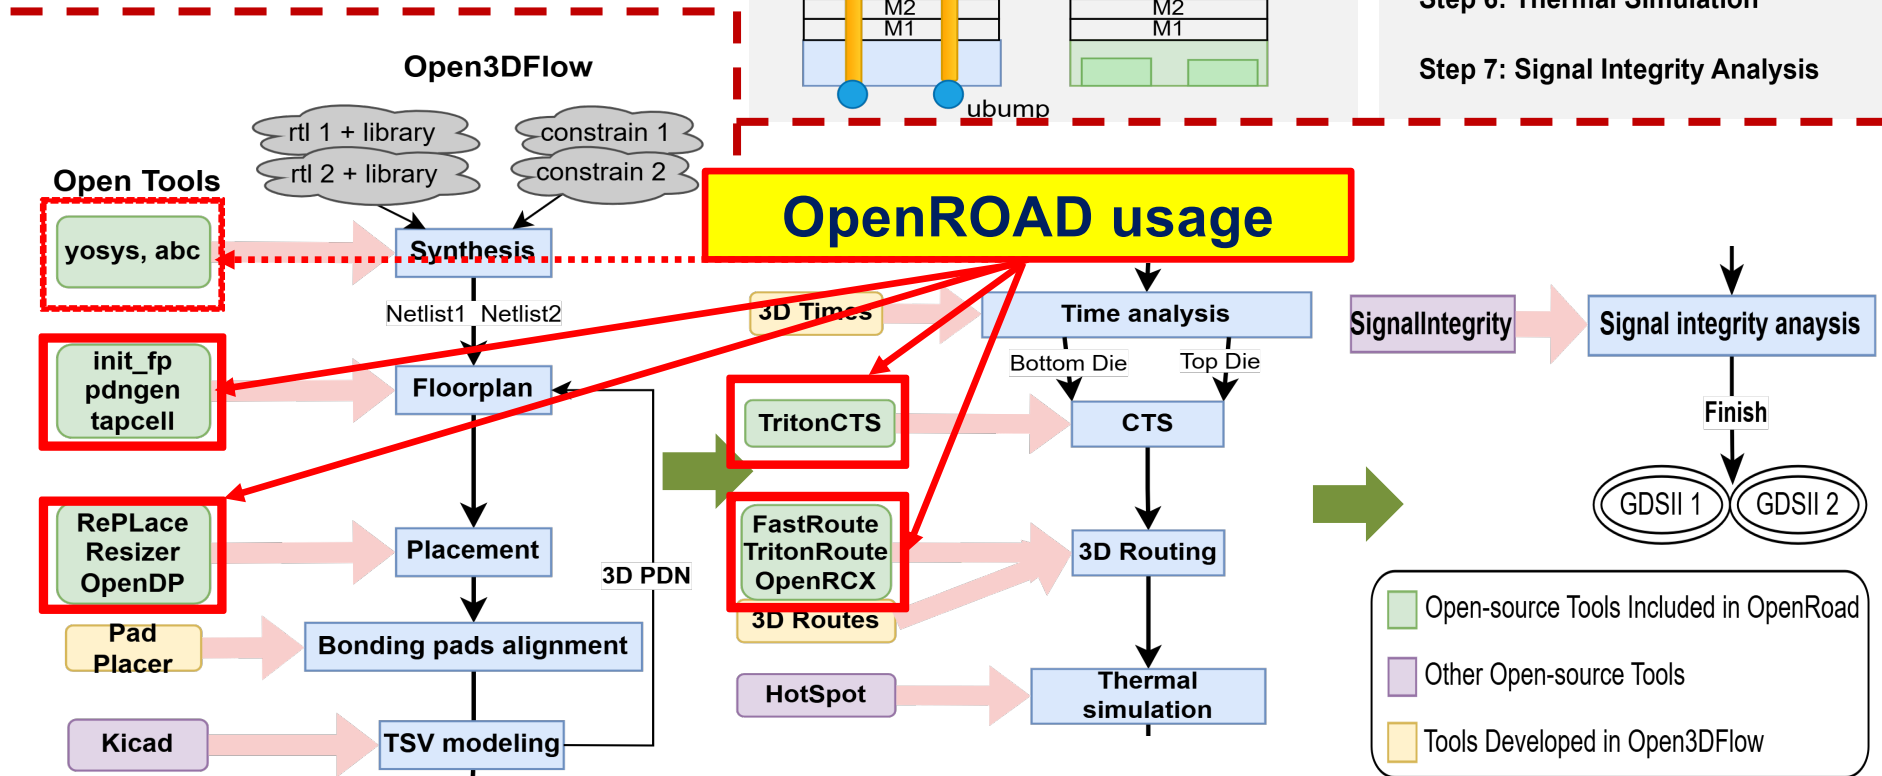 M2
M1
M2
M1
ubump
Step 6: Thermal Simulation
Step 7: Signal Integrity Analysis
Open3DFlow
rtl 1 + library
rtl 2 + library
constrain 1
constrain 2
Open Tools
yosys, abc
Synthesis
OpenROAD usage
Netlist1 Netlist2
init_fp
pdngen
tapcell
Floorplan
RePLace
Resizer
OpenDP
Placement
3D PDN
Pad
Placer
Bonding pads alignment
Kicad
TSV modeling
3D Times
Time analysis
Bottom Die
Top Die
TritonCTS
CTS
FastRoute
TritonRoute
OpenRCX
3D Routes
3D Routing
HotSpot
Thermal
simulation
SignalIntegrity
Signal integrity anaysis
Finish
GDSII 1
GDSII 2
Open-source Tools Included in OpenRoad
Other Open-source Tools
Tools Developed in Open3DFlow